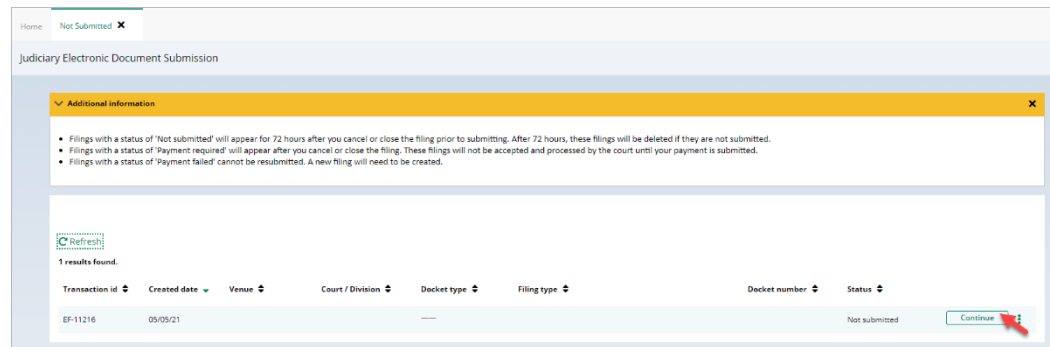 Home Not Submitted ✖
Judiciary Electronic Document Submission
Additional information
• Filings with a status of 'Not submitted' will appear for 72 hours after you cancel or close the filing prior to submitting. After 72 hours, these filings will be deleted if they are not submitted.
• Filings with a status of 'Payment required' will appear after you cancel or close the filing. These filings will not be accepted and processed by the court until your payment is submitted.
• Filings with a status of 'Payment failed' cannot be resubmitted. A new filing will need to be created.
Refresh
1 results found.
Transaction id Created date Venue Court / Division Docket type Filing type Docket number Status
EF-11216 05/05/21 ---- Not submitted Continue